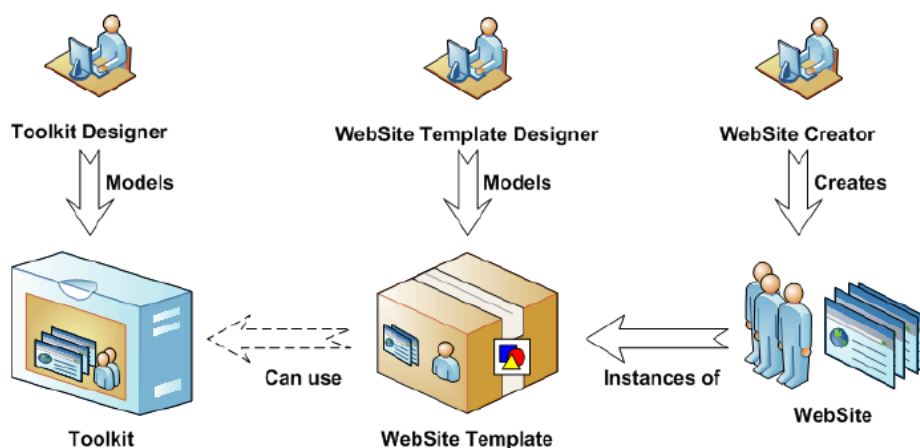 Toolkit Designer
WebSite Template Designer
WebSite Creator
Models
Models
Creates
Can use
Instances of
Toolkit
WebSite Template
WebSite